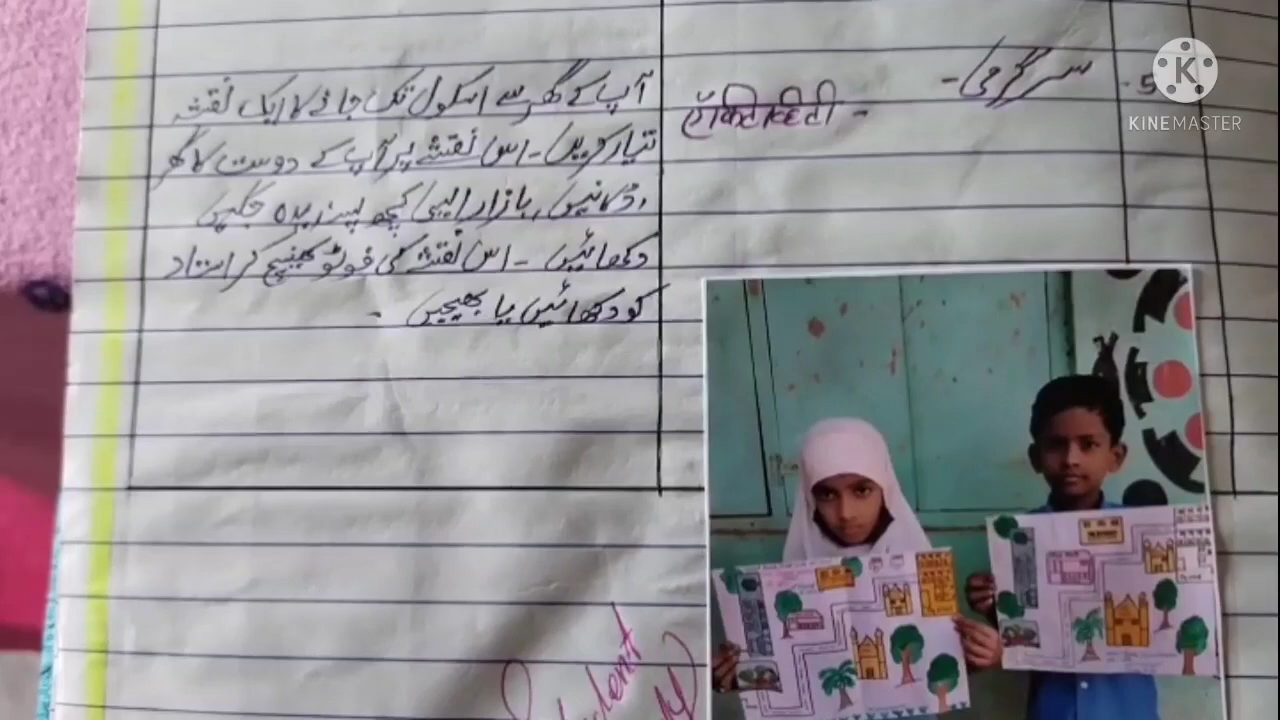 5.
سرگرمی -
ॲक्टिव्हिटी -
آپ کے گھر سے اسکول تک جانے کا ایک نقشہ
تیار کریں - اس نقشے پر آپ کے دوست کا گھر
، دکانیں، بازار ایسی کچھ پسندیدہ جگہیں
دکھائیں - اس نقشے کی فوٹو کھینچ کر استاد
کو دکھائیں یا بھیجیں -
KINEMASTER
Student